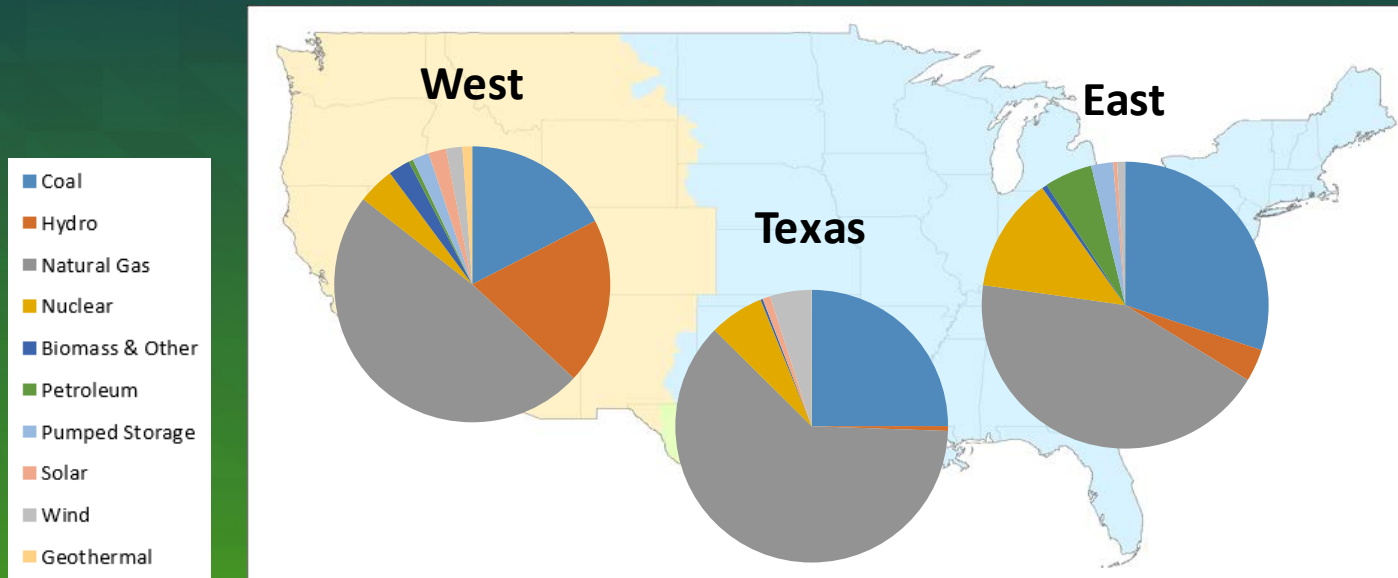 West
East
Texas
Coal
Hydro
Natural Gas
Nuclear
Biomass & Other
Petroleum
Pumped Storage
Solar
Wind
Geothermal